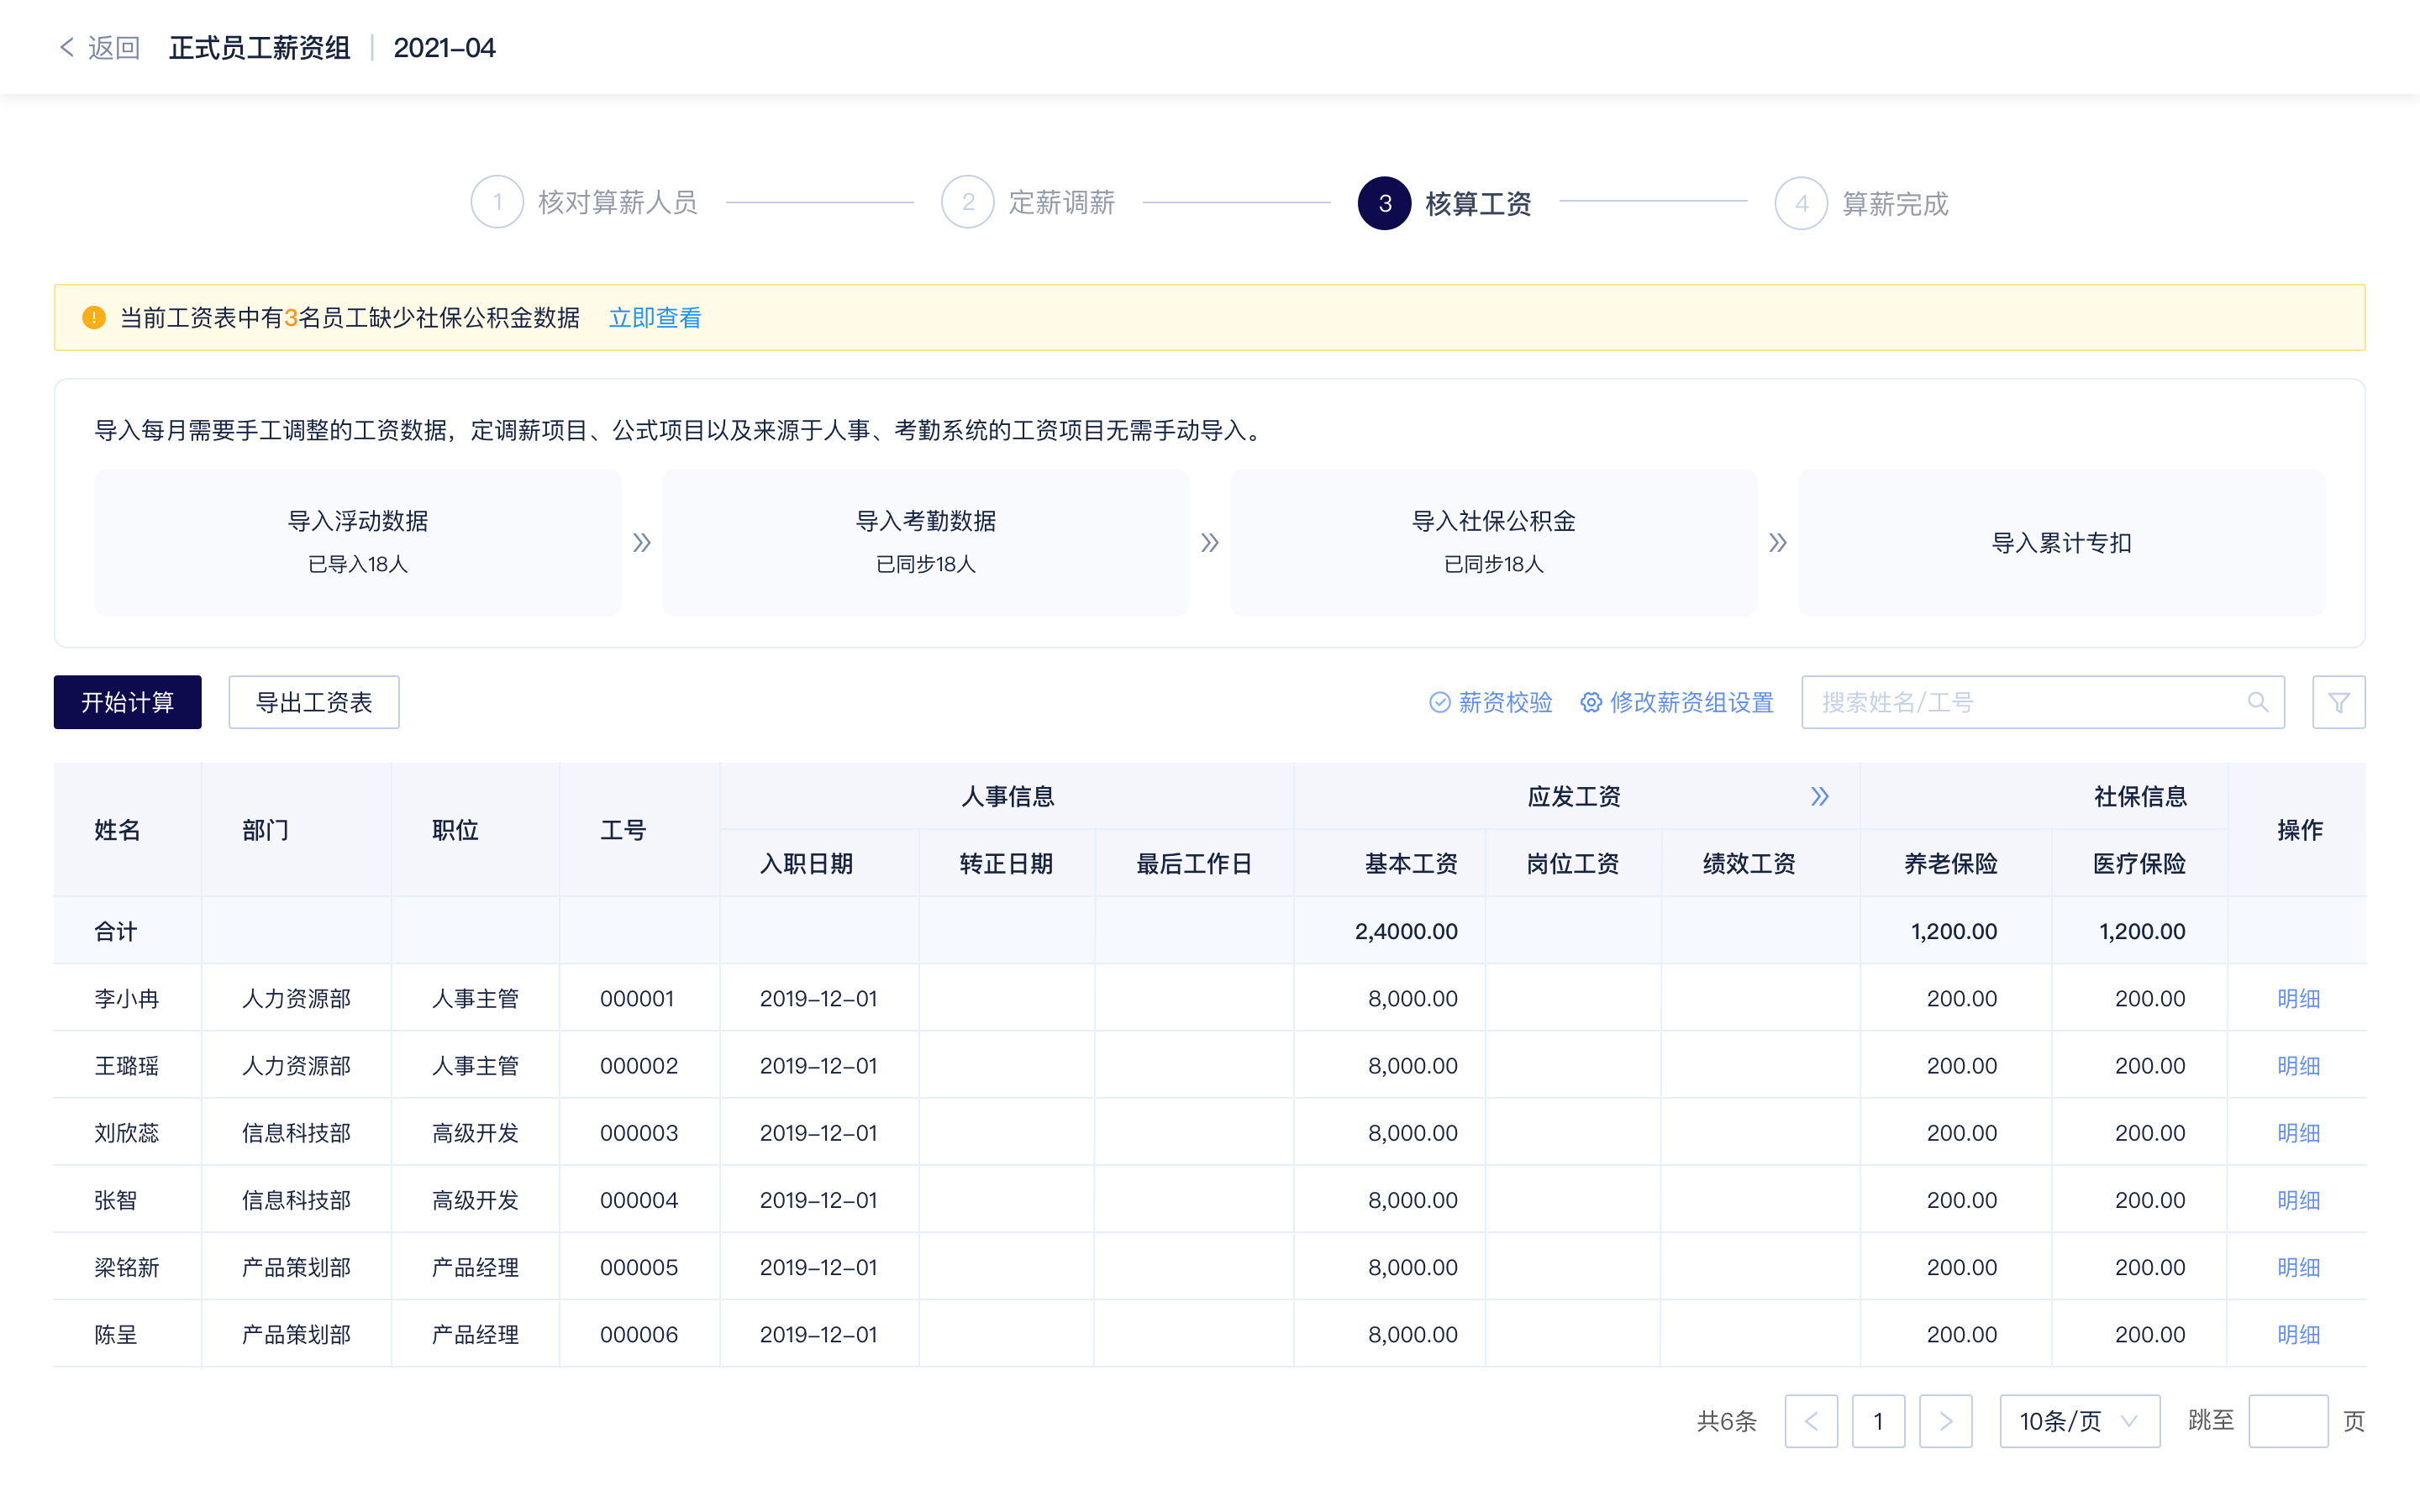 返回 正式员工薪资组 2021-04
1 核对算薪人员 2 定薪调薪 3 核算工资 4 算薪完成
当前工资表中有3名员工缺少社保公积金数据 立即查看
导入每月需要手工调整的工资数据，定调薪项目、公式项目以及来源于人事、考勤系统的工资项目无需手动导入。
导入浮动数据 导入考勤数据 导入社保公积金 导入累计专扣
已导入18人 已同步18人 已同步18人
开始计算 导出工资表 薪资校验 修改薪资组设置 搜索姓名/工号
人事信息 应发工资 社保信息
姓名 部门 职位 工号 操作
入职日期 转正日期 最后工作日 基本工资 岗位工资 绩效工资 养老保险 医疗保险
合计 2,4000.00 1,200.00 1,200.00
李小冉 人力资源部 人事主管 000001 2019-12-01 8,000.00 200.00 200.00 明细
王璐瑶 人力资源部 人事主管 000002 2019-12-01 8,000.00 200.00 200.00 明细
刘欣蕊 信息科技部 高级开发 000003 2019-12-01 8,000.00 200.00 200.00 明细
张智 信息科技部 高级开发 000004 2019-12-01 8,000.00 200.00 200.00 明细
梁铭新 产品策划部 产品经理 000005 2019-12-01 8,000.00 200.00 200.00 明细
陈呈 产品策划部 产品经理 000006 2019-12-01 8,000.00 200.00 200.00 明细
共6条 1 10条/页 跳至 页